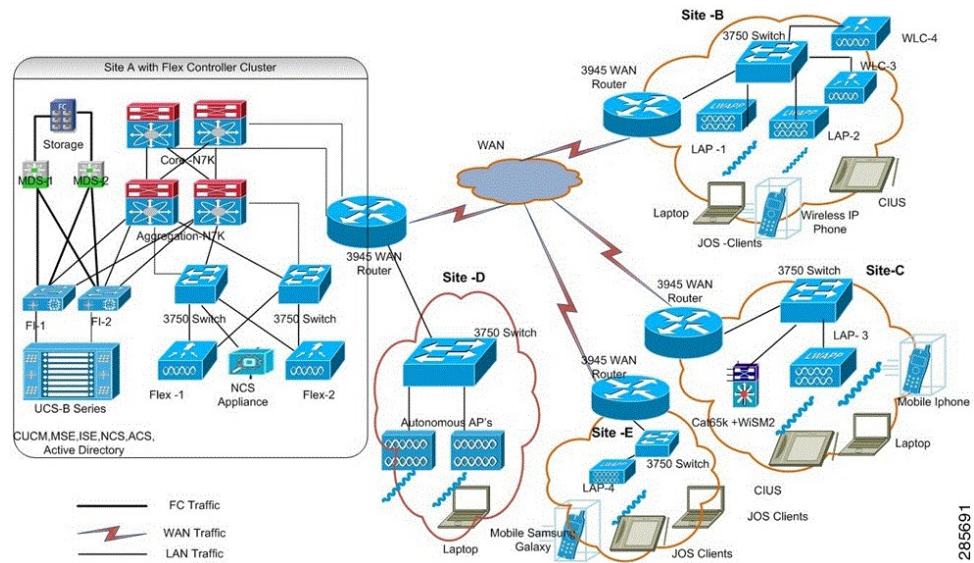 Site A with Flex Controller Cluster
FC
Storage
MDS-1
MDS-2
Core -N7K
Aggregation-N7K
FI-1
FI-2
3750 Switch
3750 Switch
UCS-B Series
Flex -1
NCS
Appliance
Flex-2
CUCM,MSE,ISE,NCS,ACS,
Active Directory
FC Traffic
WAN Traffic
LAN Traffic
3945 WAN
Router
WAN
Site -B
3750 Switch
WLC-4
WLC-3
3945 WAN
Router
LWAPP
LWAPP
LAP -1
LAP-2
Laptop
Wireless IP
Phone
CIUS
JOS -Clients
Site -D
3750 Switch
Autonomous AP's
Laptop
Site-C
3750 Switch
3945 WAN
Router
LAP- 3
LWAPP
Cat65k +WiSM2
Mobile Iphone
Laptop
CIUS
JOS Clients
3945 WAN
Router
Site -E
3750 Switch
LWAPP
LAP-4
Mobile Samsung
Galaxy
JOS Clients
285691